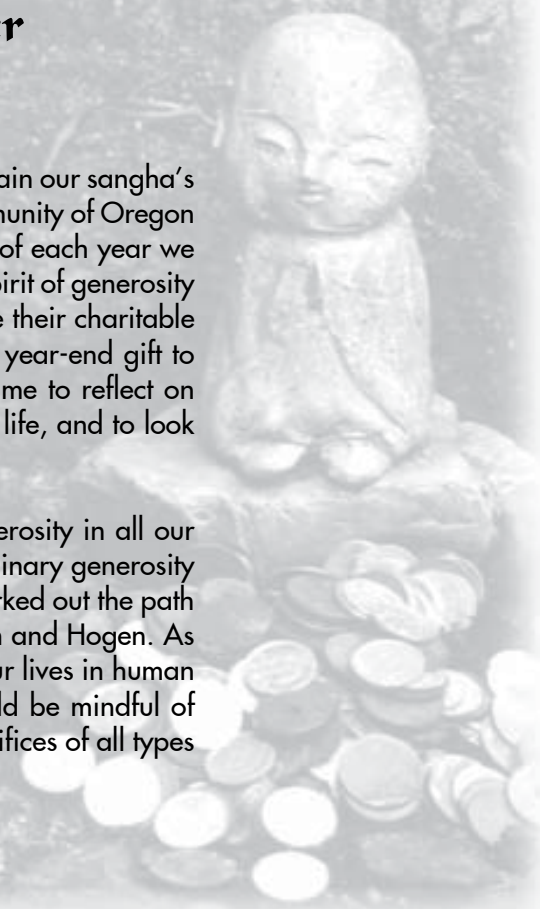 r
ain our sangha's
munity of Oregon
of each year we
pirit of generosity
e their charitable
year-end gift to
me to reflect on
life, and to look
erosity in all our
inary generosity
rked out the path
n and Hogen. As
ur lives in human
ld be mindful of
ifices of all types